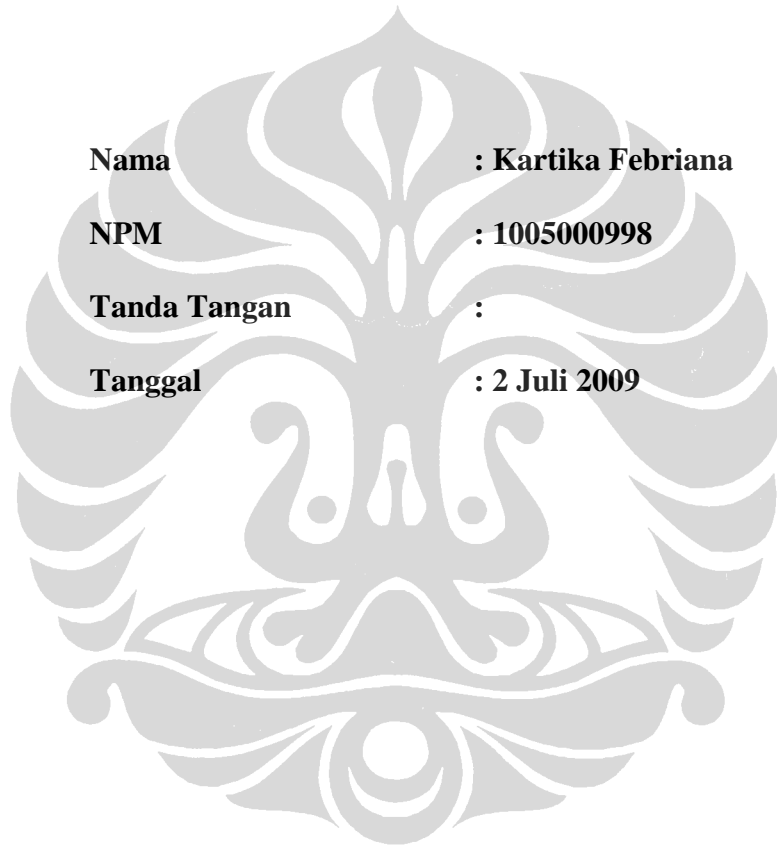 Nama : Kartika Febriana
NPM : 1005000998
Tanda Tangan :
Tanggal : 2 Juli 2009